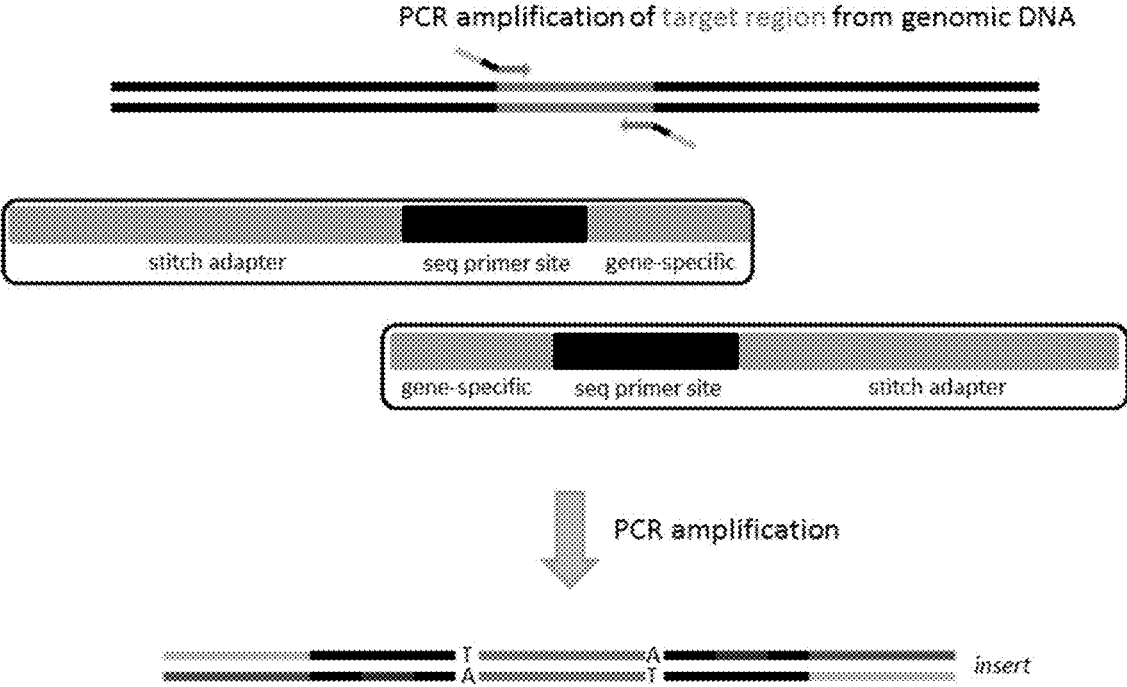 PCR amplification of target region from genomic DNA
stitch adapter seq primer site gene-specific
gene-specific seq primer site stitch adapter
PCR amplification
T A
insert
A T